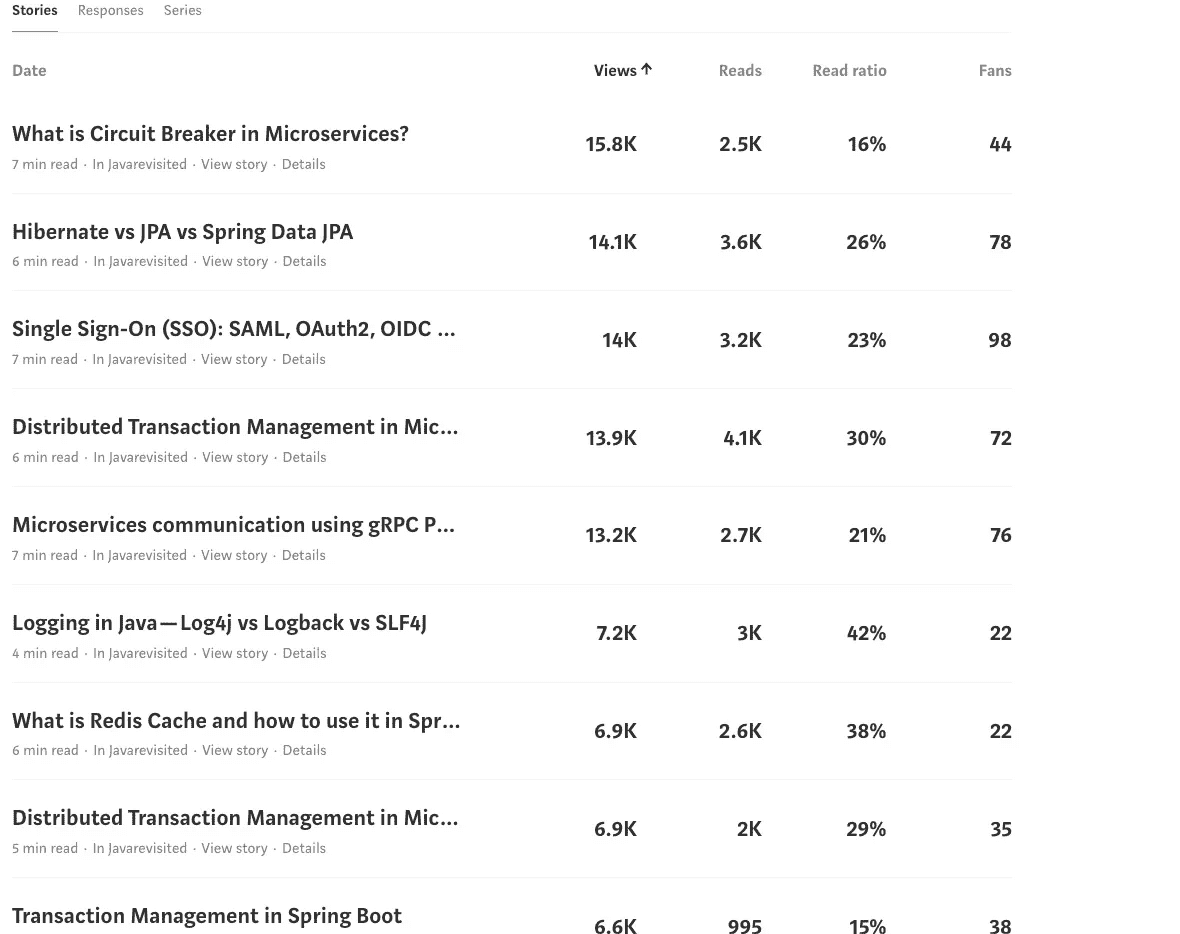 Stories Responses Series
Date Views ↑ Reads Read ratio Fans
What is Circuit Breaker in Microservices? 15.8K 2.5K 16% 44
7 min read · In Javarevisited · View story · Details
Hibernate vs JPA vs Spring Data JPA 14.1K 3.6K 26% 78
6 min read · In Javarevisited · View story · Details
Single Sign-On (SSO): SAML, OAuth2, OIDC ... 14K 3.2K 23% 98
7 min read · In Javarevisited · View story · Details
Distributed Transaction Management in Mic... 13.9K 4.1K 30% 72
6 min read · In Javarevisited · View story · Details
Microservices communication using gRPC P... 13.2K 2.7K 21% 76
7 min read · In Javarevisited · View story · Details
Logging in Java — Log4j vs Logback vs SLF4J 7.2K 3K 42% 22
4 min read · In Javarevisited · View story · Details
What is Redis Cache and how to use it in Spr... 6.9K 2.6K 38% 22
6 min read · In Javarevisited · View story · Details
Distributed Transaction Management in Mic... 6.9K 2K 29% 35
5 min read · In Javarevisited · View story · Details
Transaction Management in Spring Boot 6.6K 995 15% 38